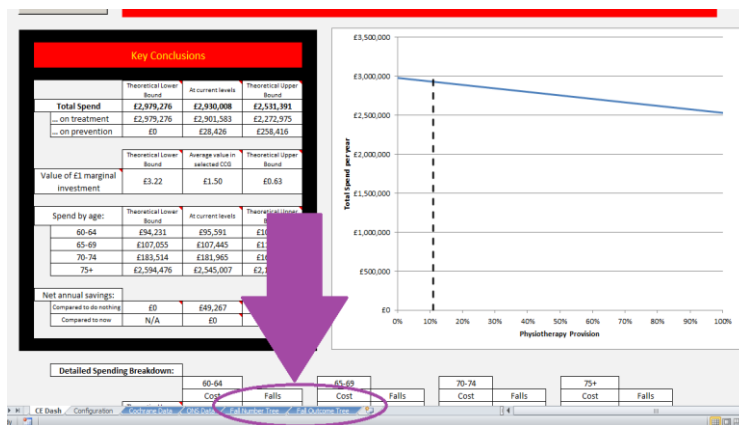 Key Conclusions
Theoretical Lower Bound At current levels Theoretical Upper Bound
Total Spend £2,979,276 £2,930,008 £2,531,391
... on treatment £2,979,276 £2,901,583 £2,272,975
... on prevention £0 £28,426 £258,416
Theoretical Lower Bound Average value in selected CCG Theoretical Upper Bound
Value of £1 marginal investment £3.22 £1.50 £0.63
Spend by age: Theoretical Lower Bound At current levels Theoretical Upper Bound
60-64 £94,231 £95,591
65-69 £107,055 £107,445
70-74 £183,514 £181,965
75+ £2,594,476 £2,545,007
Net annual savings:
Compared to do nothing £0 £49,267
Compared to now N/A £0
£3,500,000
£3,000,000
£2,500,000
£2,000,000
£1,500,000
£1,000,000
£500,000
£0
Total Spend per year
0% 10% 20% 30% 40% 50% 60% 70% 80% 90% 100%
Physiotherapy Provision
Detailed Spending Breakdown:
60-64 65-69 70-74 75+
Cost Falls Cost Falls Cost Falls Cost Falls
CE Dash Configuration Cochrane Data ONS Data Fall Number Tree Fall Outcome Tree